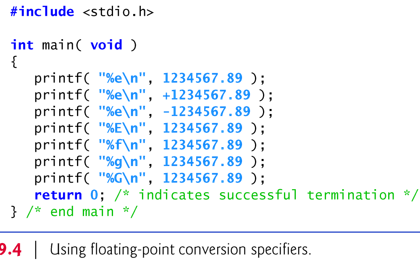 #include <stdio.h>
int main( void )
{
printf( "%e\n", 1234567.89 );
printf( "%e\n", +1234567.89 );
printf( "%e\n", -1234567.89 );
printf( "%E\n", 1234567.89 );
printf( "%f\n", 1234567.89 );
printf( "%g\n", 1234567.89 );
printf( "%G\n", 1234567.89 );
return 0; /* indicates successful termination */
} /* end main */
9.4 | Using floating-point conversion specifiers.